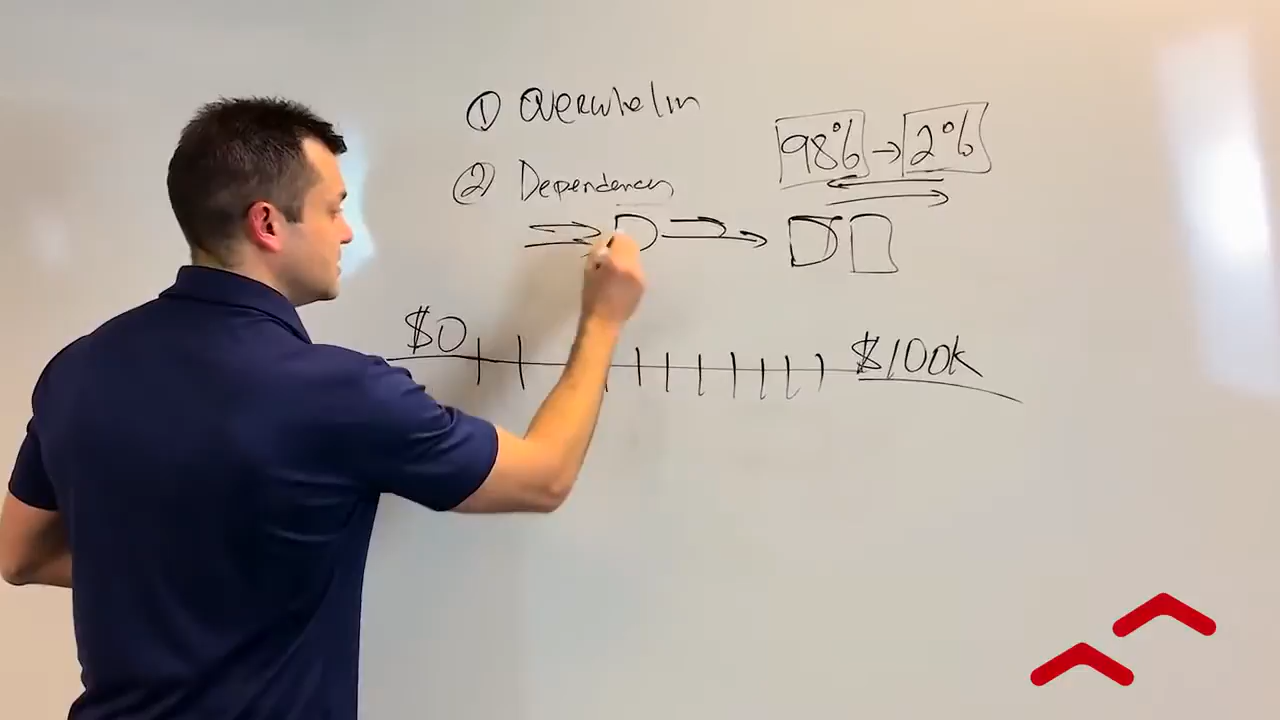 ① Overwhelm
② Dependency
98% → 2%
$0
$100K